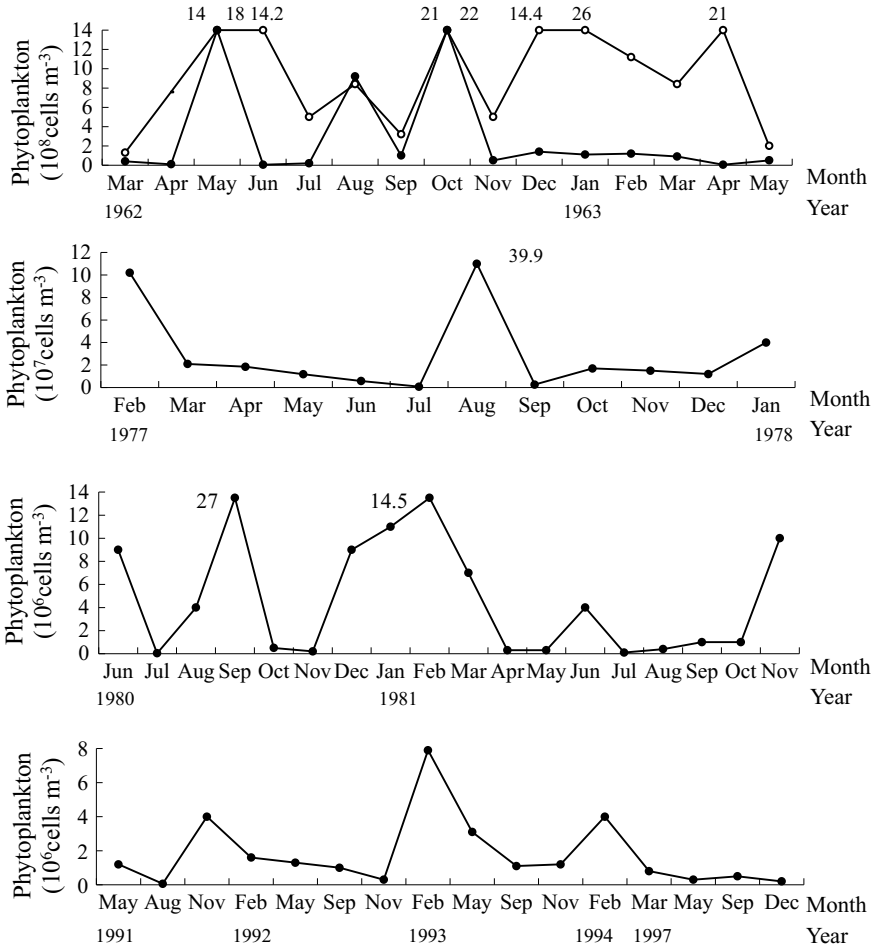 14 18 14.2 21 22 14.4 26 21
Phytoplankton
(10⁸cells m⁻³)
14
12
10
8
6
4
2
0
Mar Apr May Jun Jul Aug Sep Oct Nov Dec Jan Feb Mar Apr May Month
1962 1963 Year
Phytoplankton
(10⁷cells m⁻³)
12
10
8
6
4
2
0
39.9
Feb Mar Apr May Jun Jul Aug Sep Oct Nov Dec Jan Month
1977 1978 Year
Phytoplankton
(10⁶cells m⁻³)
14
12
10
8
6
4
2
0
27 14.5
Jun Jul Aug Sep Oct Nov Dec Jan Feb Mar Apr May Jun Jul Aug Sep Oct Nov Month
1980 1981 Year
Phytoplankton
(10⁶cells m⁻³)
8
6
4
2
0
May Aug Nov Feb May Sep Nov Feb May Sep Nov Feb Mar May Sep Dec Month
1991 1992 1993 1994 1997 Year